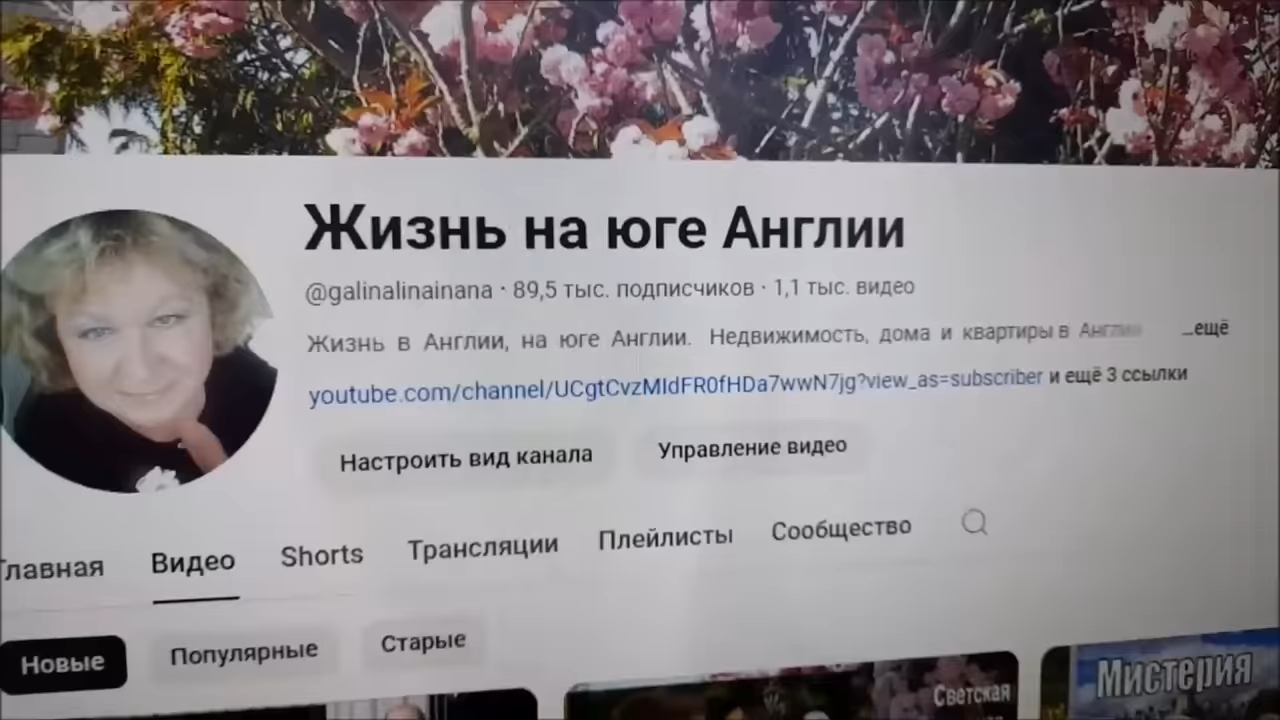 Жизнь на юге Англии
@galinalinainana · 89,5 тыс. подписчиков · 1,1 тыс. видео
Жизнь в Англии, на юге Англии. Недвижимость, дома и квартиры в Англии ...ещё
youtube.com/channel/UCgtCvzMIdFR0fHDa7wwN7jg?view_as=subscriber и ещё 3 ссылки
Настроить вид канала Управление видео
Главная Видео Shorts Трансляции Плейлисты Сообщество
Новые Популярные Старые
Светская Мистерия